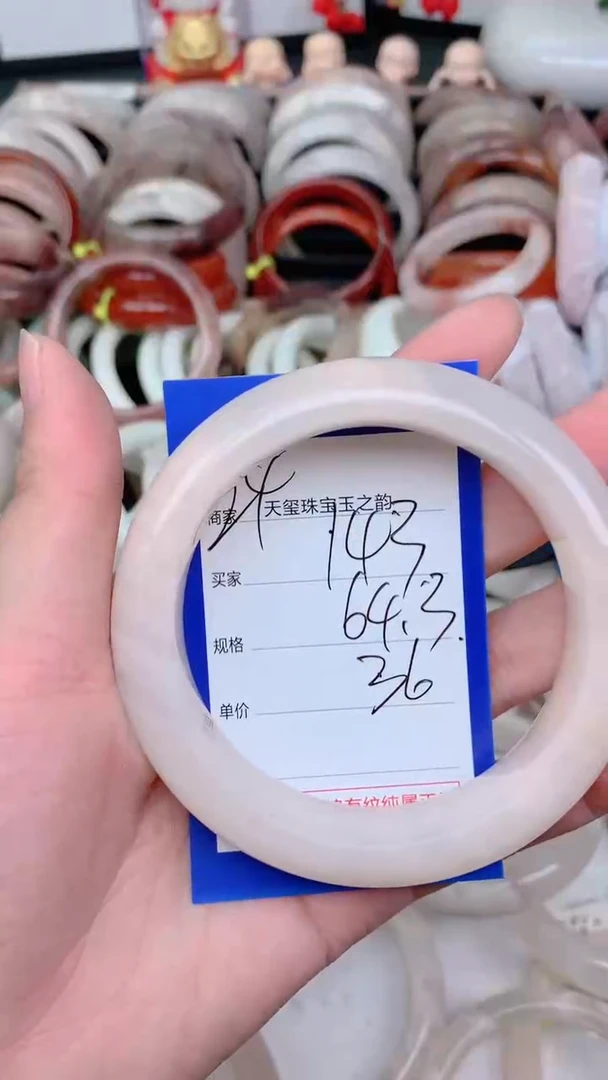 商家 天玺珠宝玉之韵
买家 143
规格 64.3.
单价 36